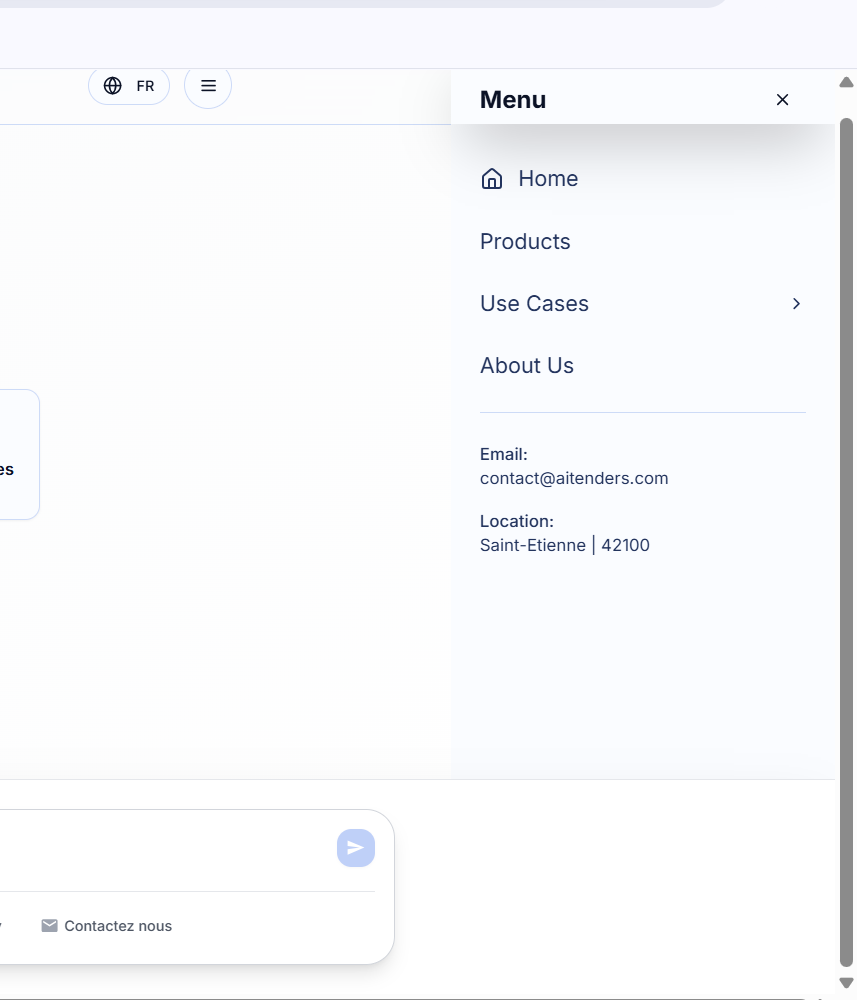 FR
Menu
Home
Products
Use Cases
About Us
es
Email:
contact@aitenders.com
Location:
Saint-Etienne | 42100
Contactez nous